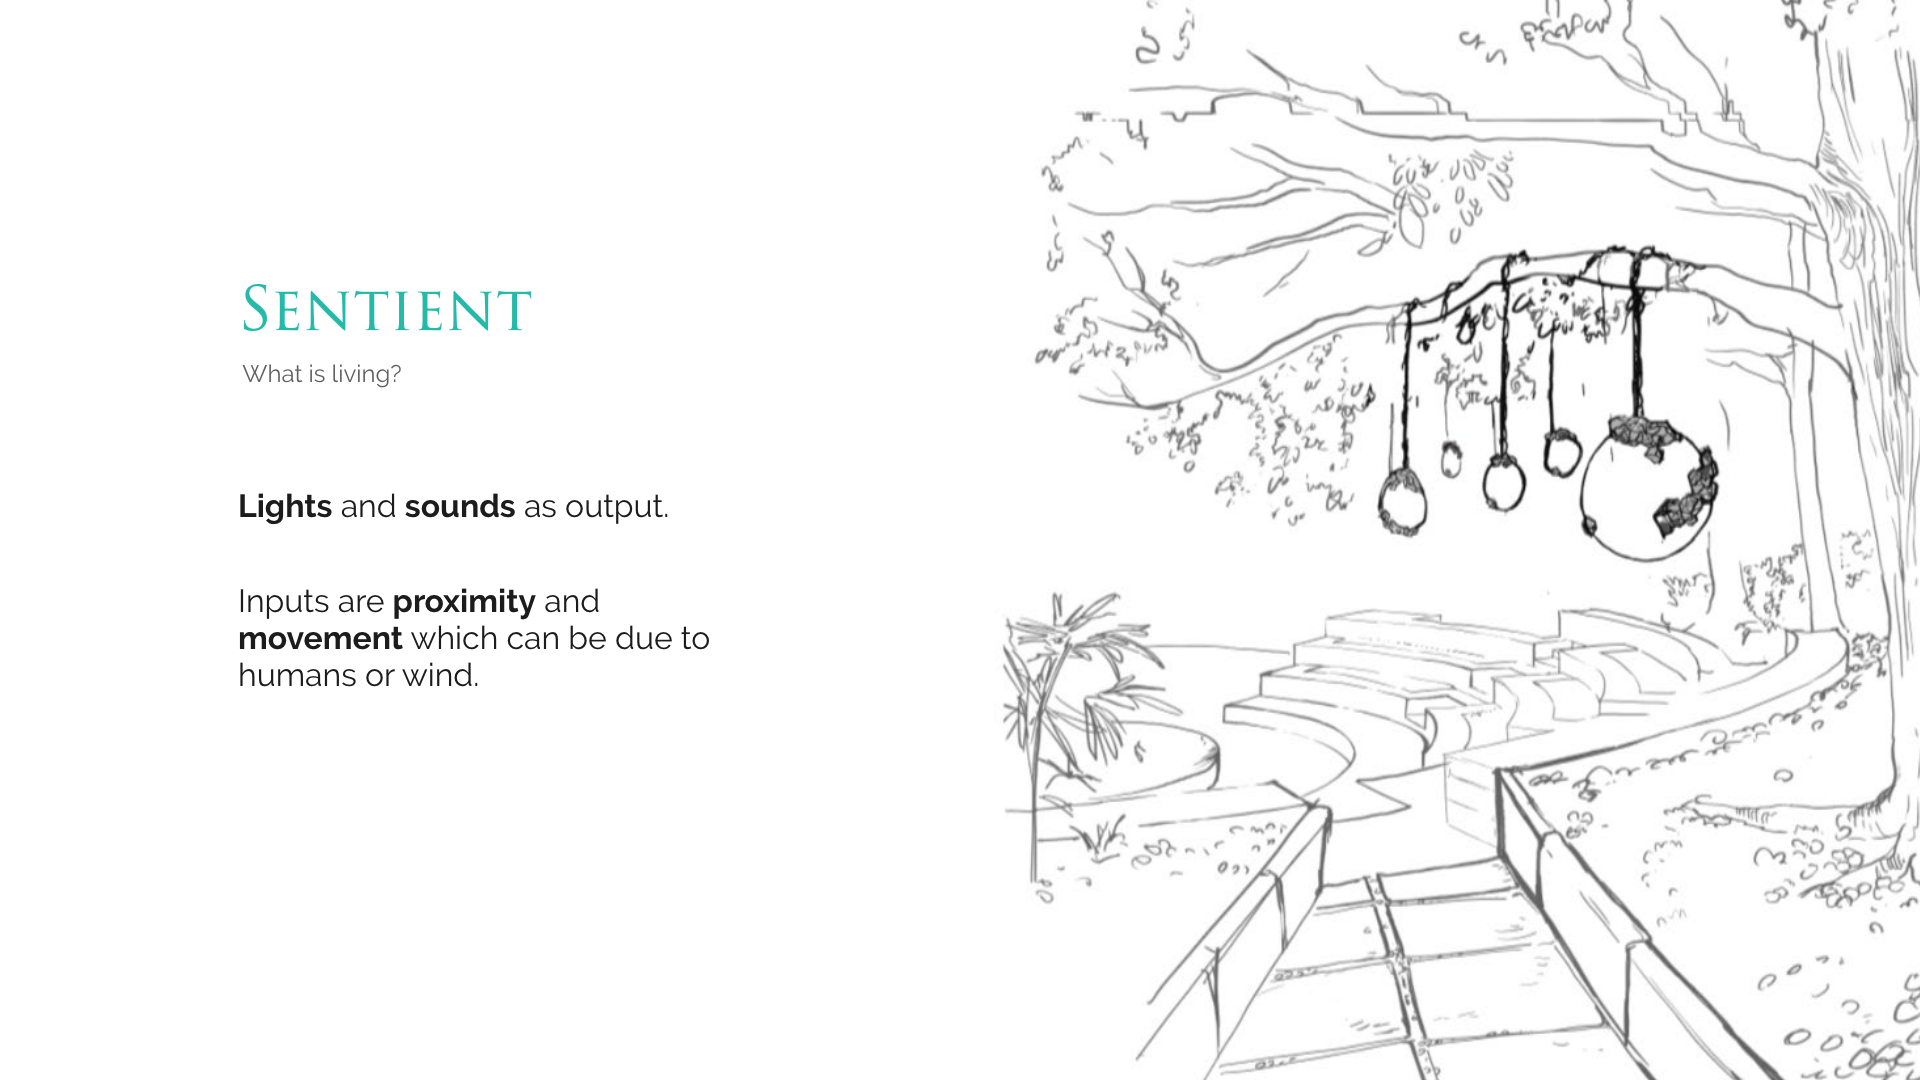 SENTIENT
What is living?
Lights and sounds as output.
Inputs are proximity and
movement which can be due to
humans or wind.